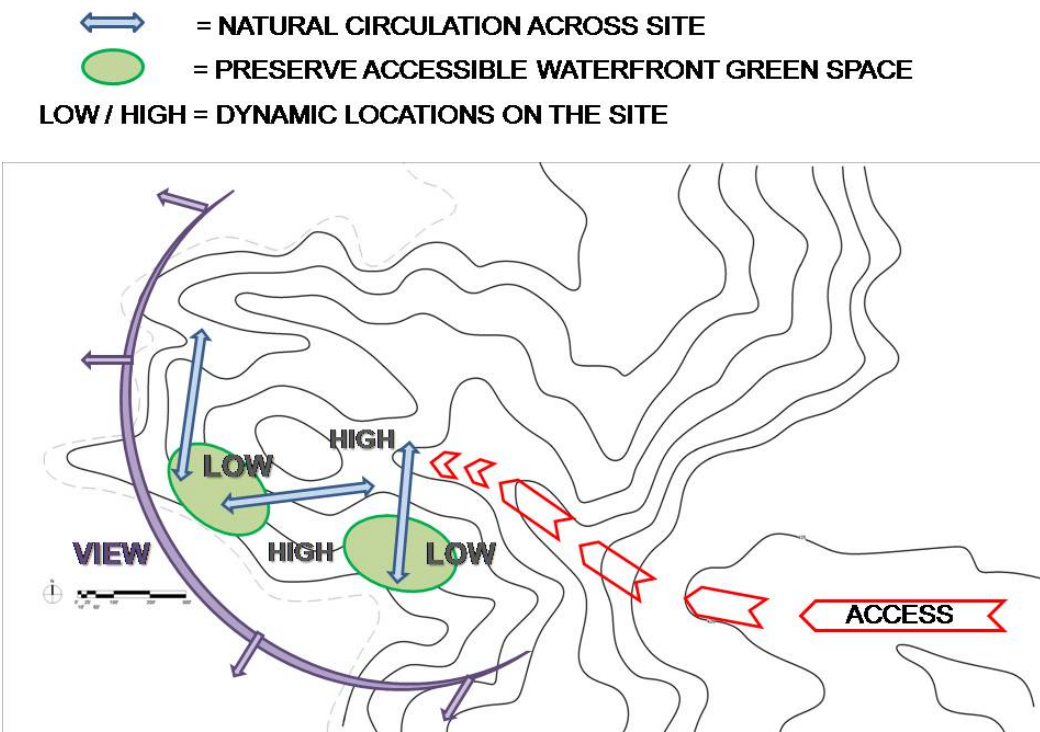 = NATURAL CIRCULATION ACROSS SITE
= PRESERVE ACCESSIBLE WATERFRONT GREEN SPACE
LOW / HIGH = DYNAMIC LOCATIONS ON THE SITE
HIGH
LOW
VIEW
HIGH
LOW
ACCESS